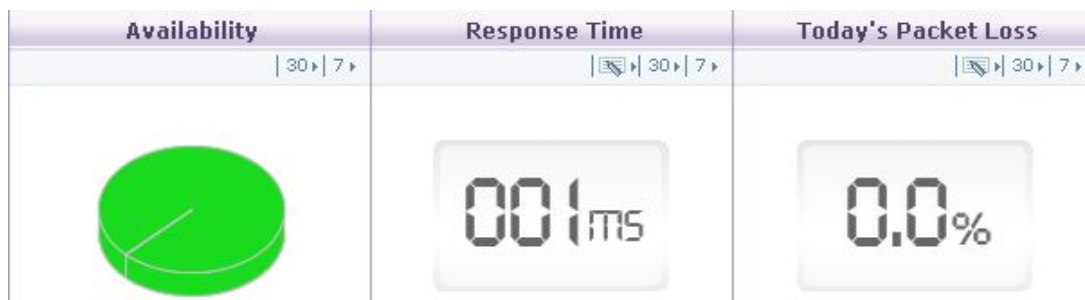 Availability
Response Time
Today's Packet Loss
30 7
30 7
30 7
001ms
0.0%